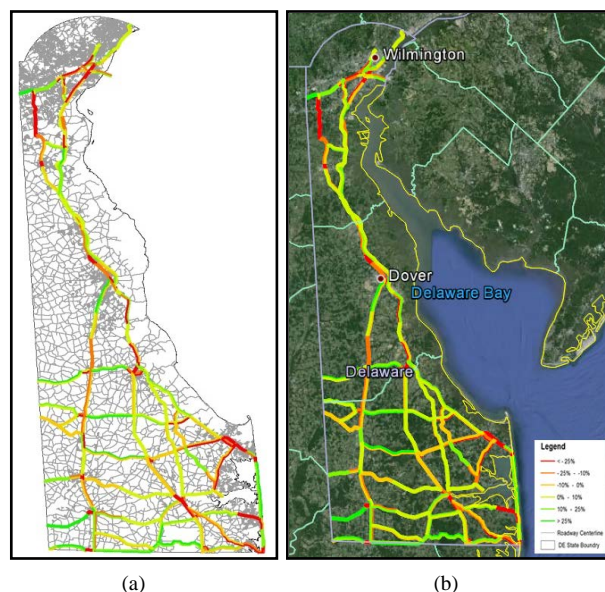 Wilmington
Dover
Delaware Bay
Delaware
Legend
< - 25%
- 25% - -10%
-10% - 0%
0% - 10%
10% - 25%
> 25%
Roadway Centerline
DE State Boundry
(a)
(b)